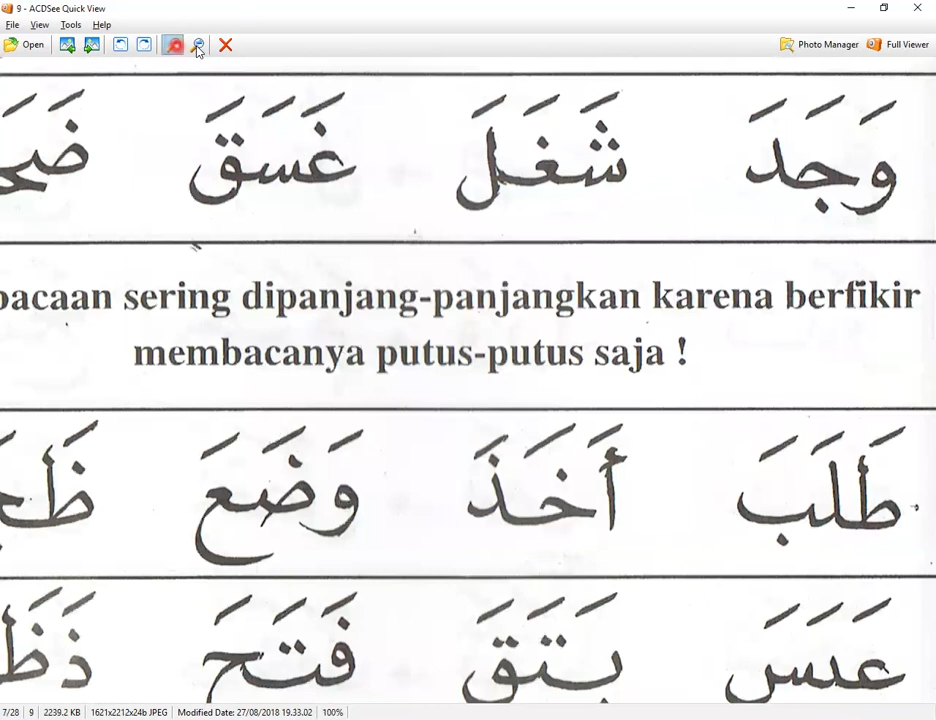 9 - ACDSee Quick View
File View Tools Help
Open Photo Manager Full Viewer
وَجَدَ شَغَلَ غَسَقَ
bacaan sering dipanjang-panjangkan karena berfikir
membacanya putus-putus saja !
طَلَبَ أَخَذَ وَضَعَ
عَبَسَ بَتَقَ فَتَحَ
7/28 9 2239.2 KB 1621x2212x24b JPEG Modified Date: 27/08/2018 19.33.02 100%